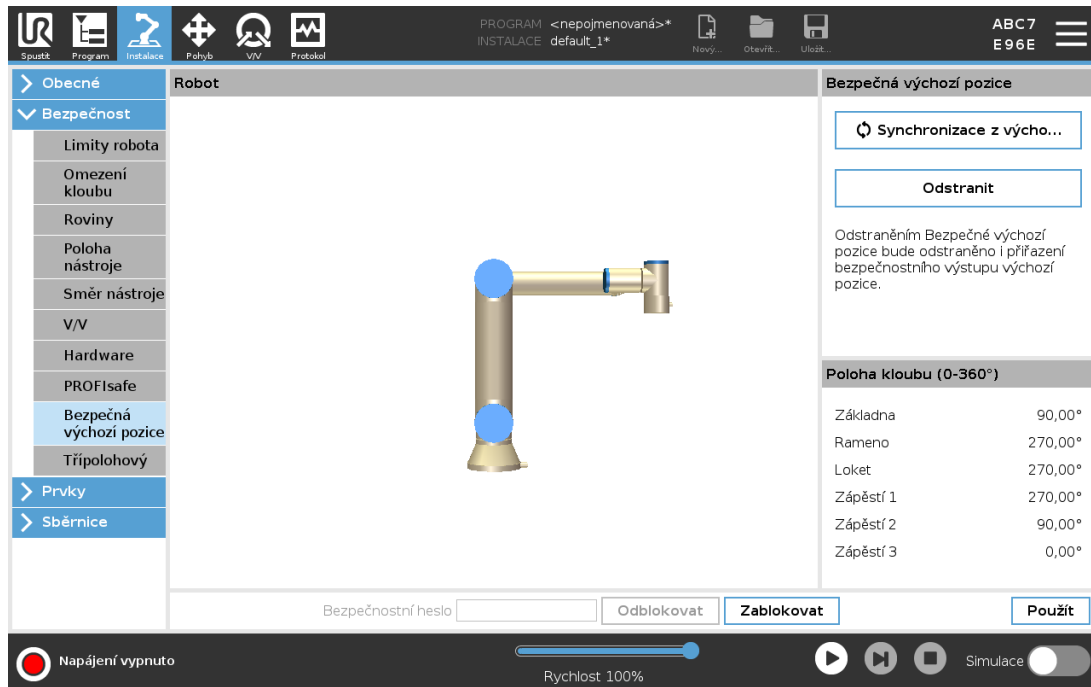 Spustit
Program
Instalace
Pohyb
V/V
Protokol
PROGRAM <nepojmenovaná>*
INSTALACE default_1*
Nový...
Otevřít...
Uložit...
ABC7
E96E
Obecné
Bezpečnost
Limity robota
Omezení
kloubu
Roviny
Poloha
nástroje
Směr nástroje
V/V
Hardware
PROFIsafe
Bezpečná
výchozí pozice
Třípolohový
Prvky
Sběrnice
Robot
Bezpečná výchozí pozice
Synchronizace z výcho...
Odstranit
Odstraněním Bezpečné výchozí
pozice bude odstraněno i přiřazení
bezpečnostního výstupu výchozí
pozice.
Poloha kloubu (0-360°)
Základna 90,00°
Rameno 270,00°
Loket 270,00°
Zápěstí 1 270,00°
Zápěstí 2 90,00°
Zápěstí 3 0,00°
Bezpečnostní heslo Odblokovat Zablokovat Použít
Napájení vypnuto
Rychlost 100%
Simulace